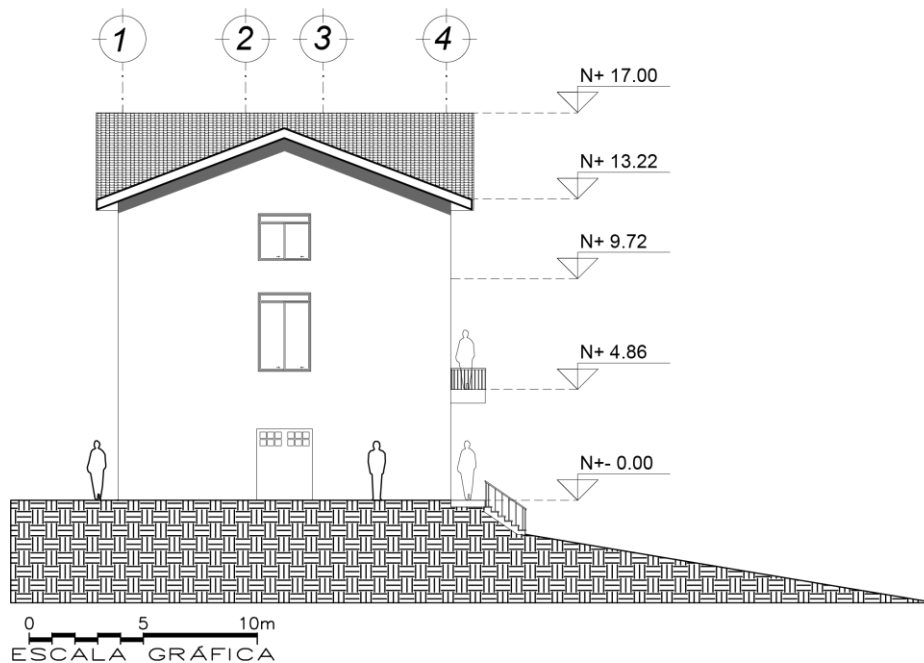 1 2 3 4
N+ 17.00
N+ 13.22
N+ 9.72
N+ 4.86
N+- 0.00
0 5 10m
ESCALA GRÁFICA